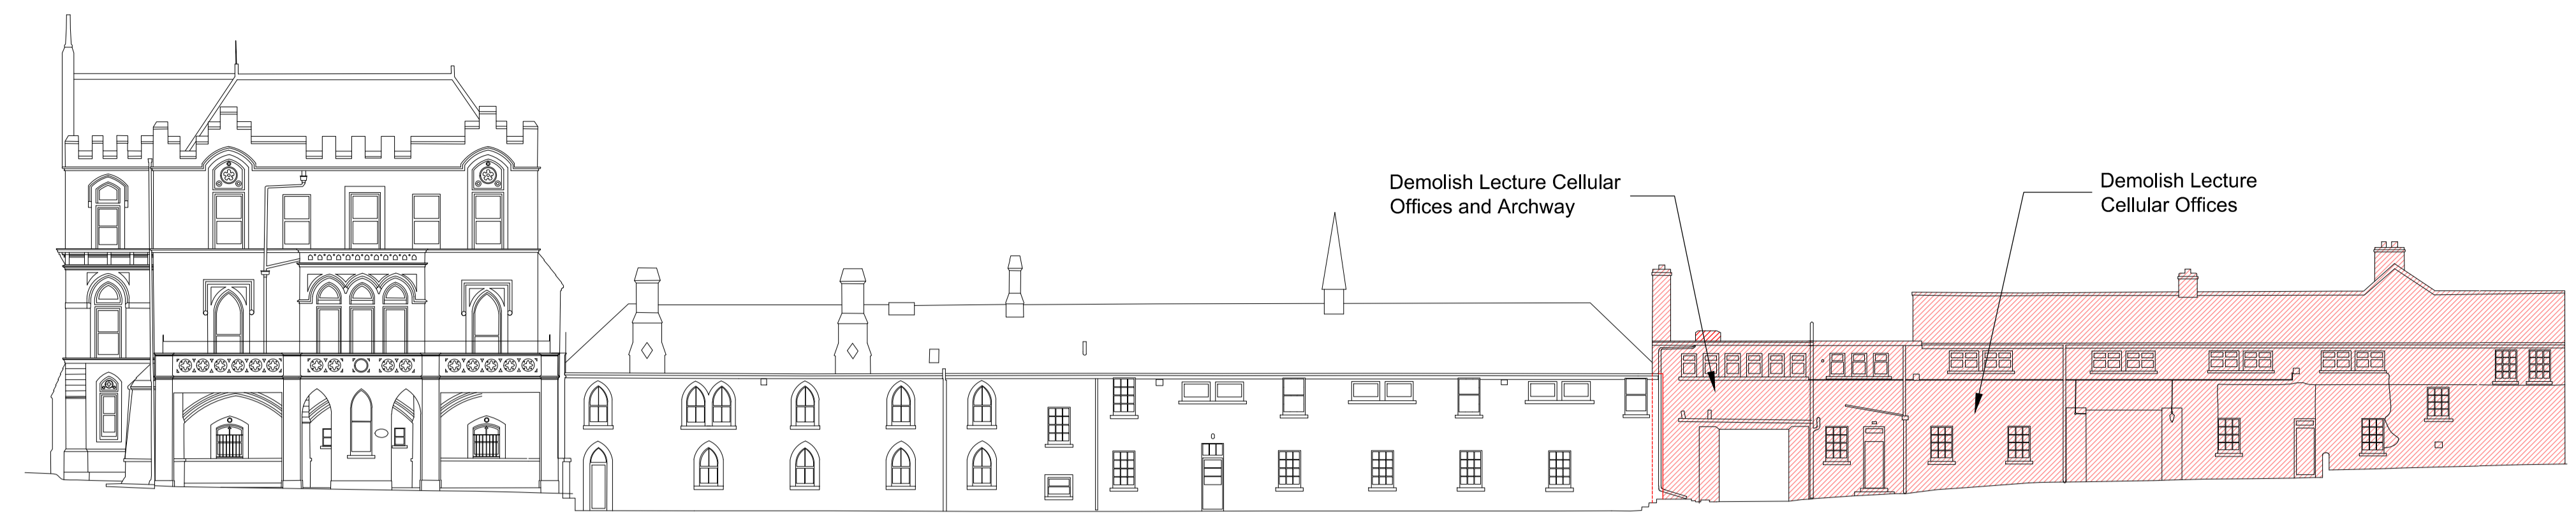 Demolish Lecture Cellular
Offices and Archway
Demolish Lecture
Cellular Offices